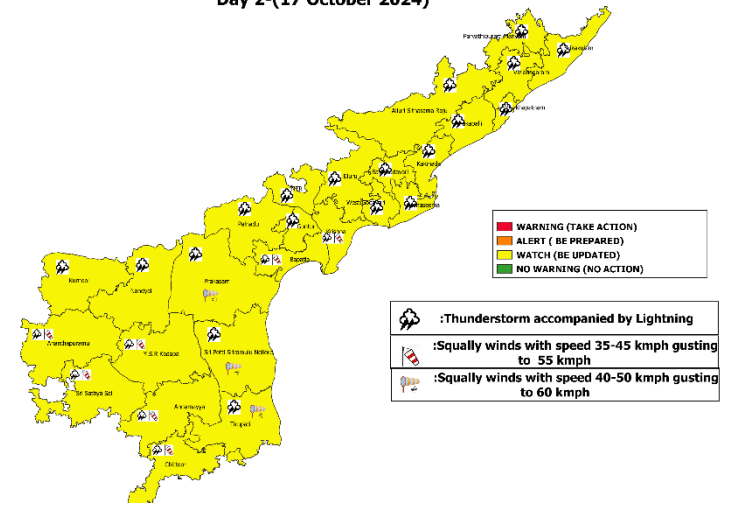 Day 2-(17 October 2024)
Parvathipuram Manyam
Srikakulam
Vizianagaram
Alluri Sitharama Raju
Kakinada
Eluru
West Godavari
NTR
Palnadu
Guntur
Krishna
Bapatla
Kurnool
Nandyal
Prakasam
Ananthapuramu
Y.S.R Kadapa
Sri Potti Sriramulu Nellore
Sri Sathya Sai
Annamayya
Tirupati
Chittoor
WARNING (TAKE ACTION)
ALERT ( BE PREPARED)
WATCH (BE UPDATED)
NO WARNING (NO ACTION)
:Thunderstorm accompanied by Lightning
:Squally winds with speed 35-45 kmph gusting
to 55 kmph
:Squally winds with speed 40-50 kmph gusting
to 60 kmph